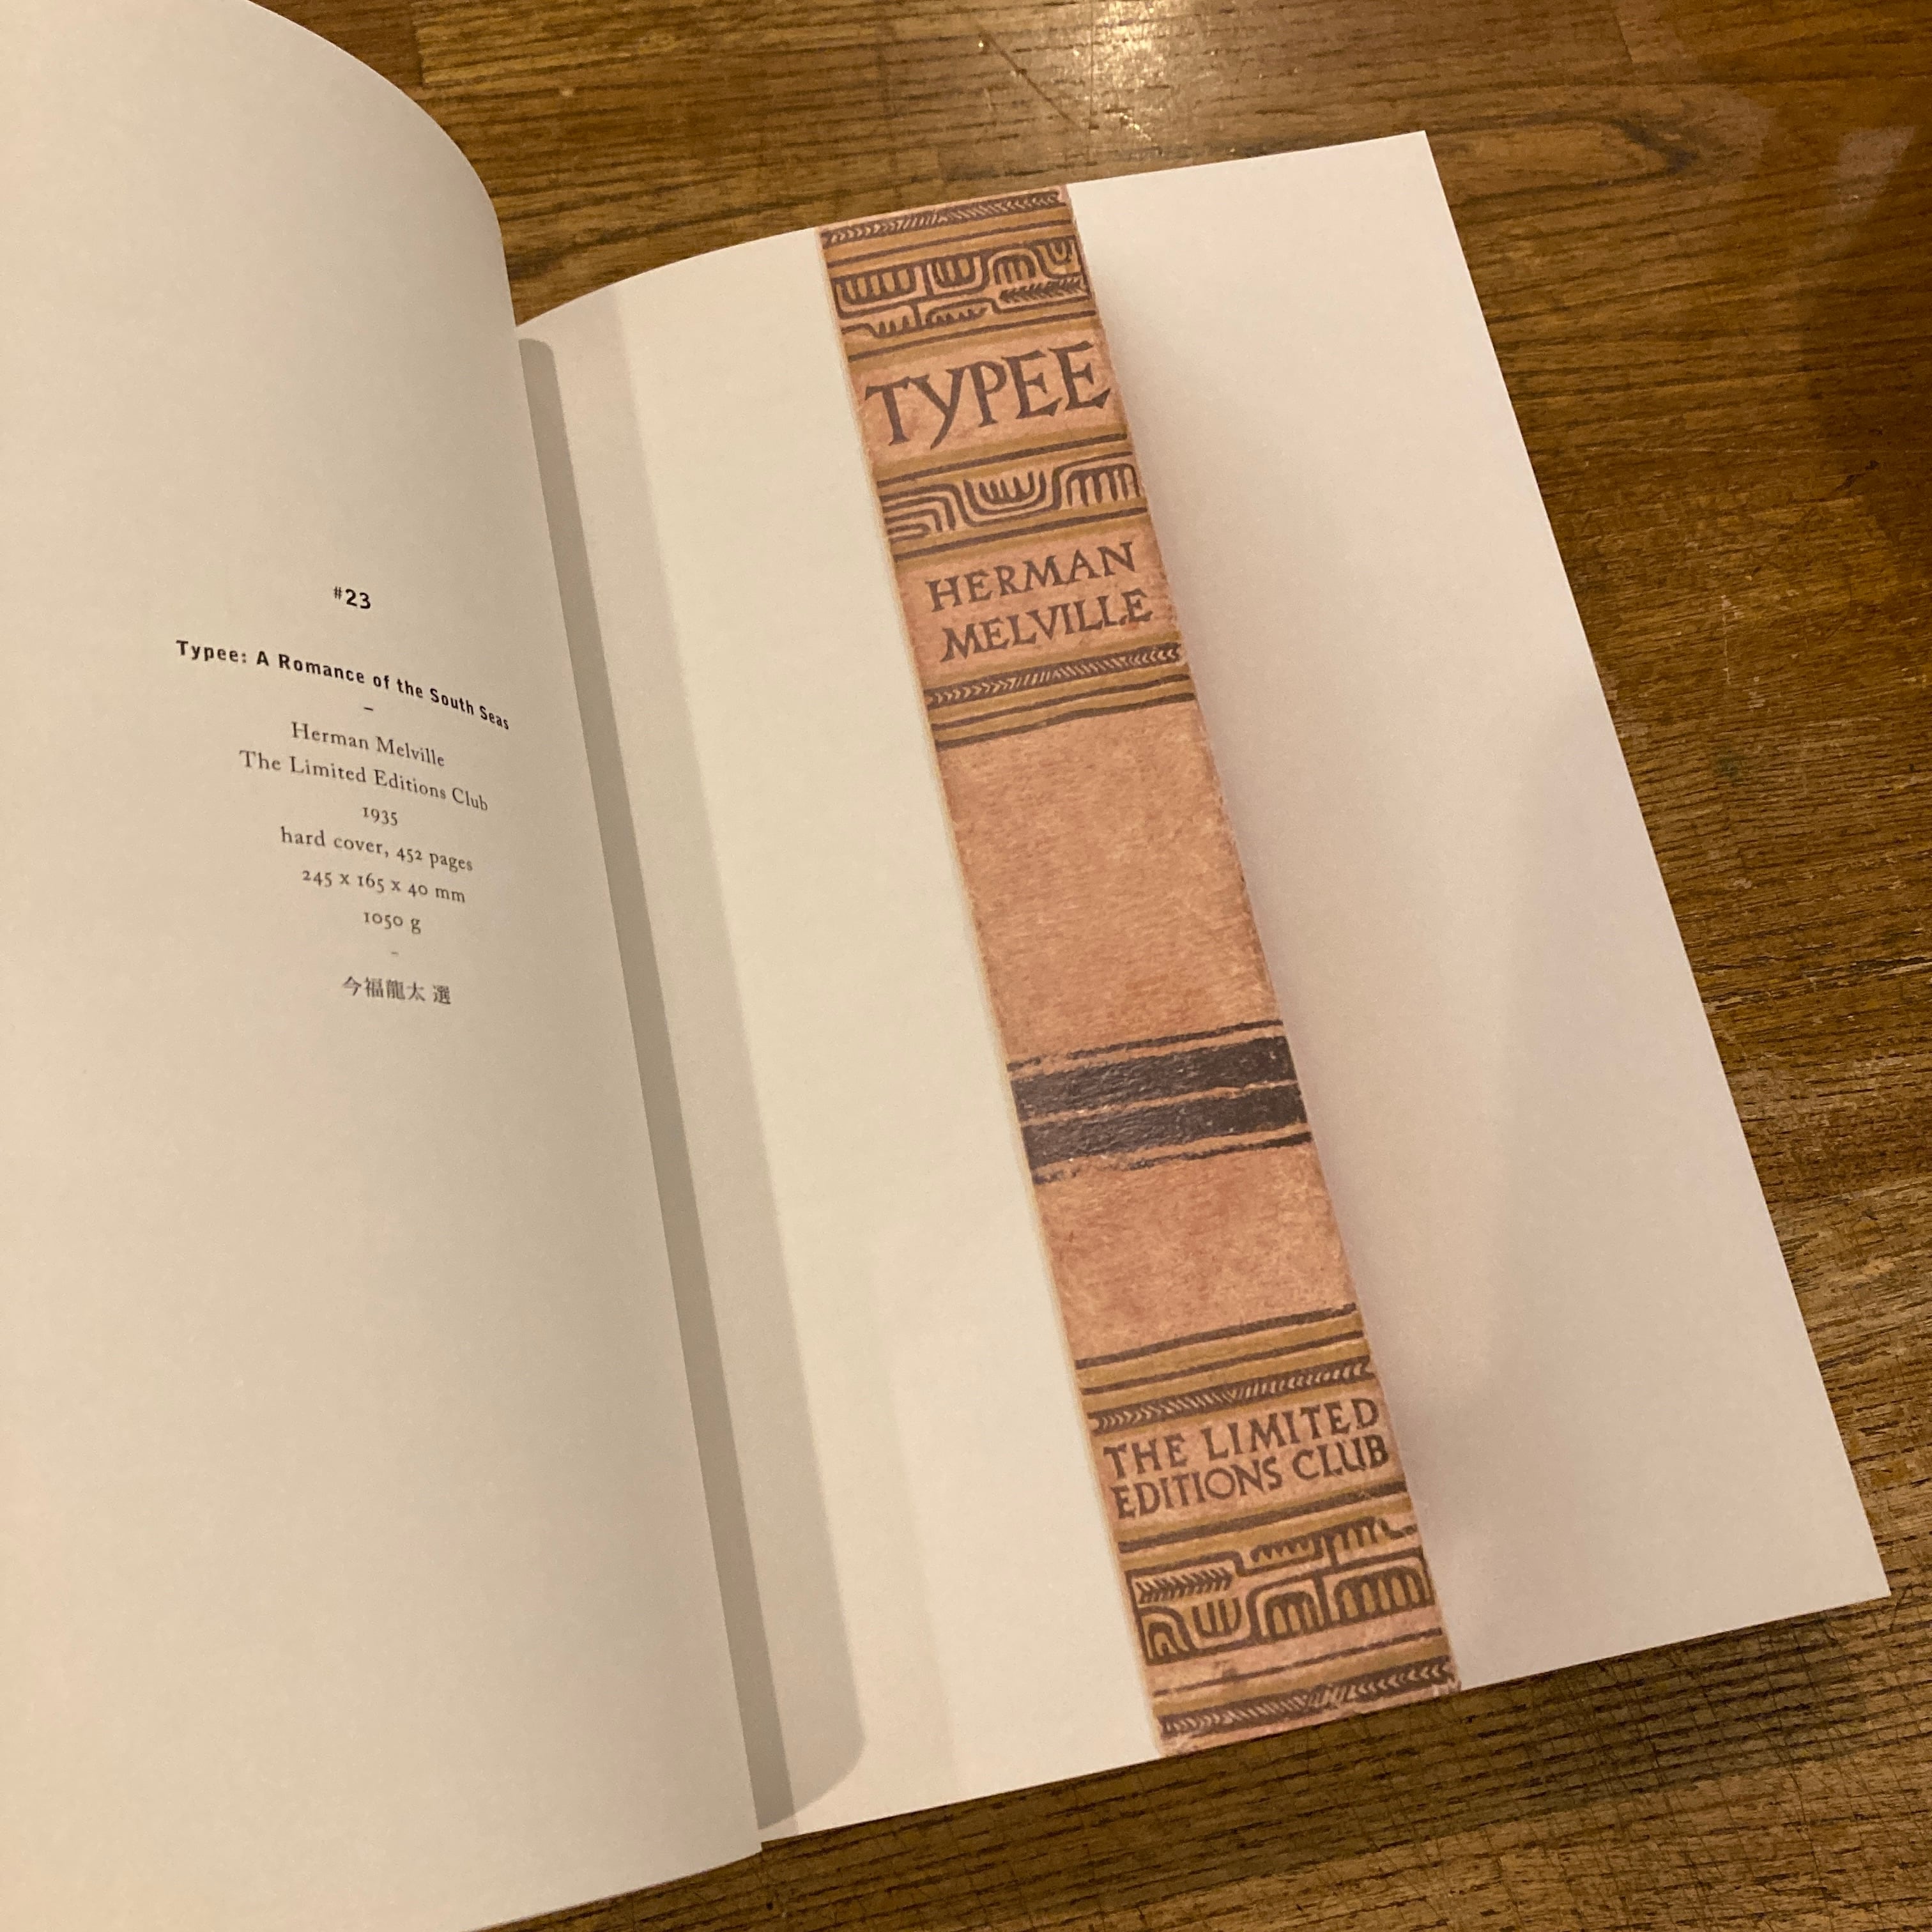 #23
Typee: A Romance of the South Seas
–
Herman Melville
The Limited Editions Club
1935
hard cover, 452 pages
245 x 165 x 40 mm
1050 g
–
今福龍太 選
TYPEE
HERMAN
MELVILLE
THE LIMITED
EDITIONS CLUB